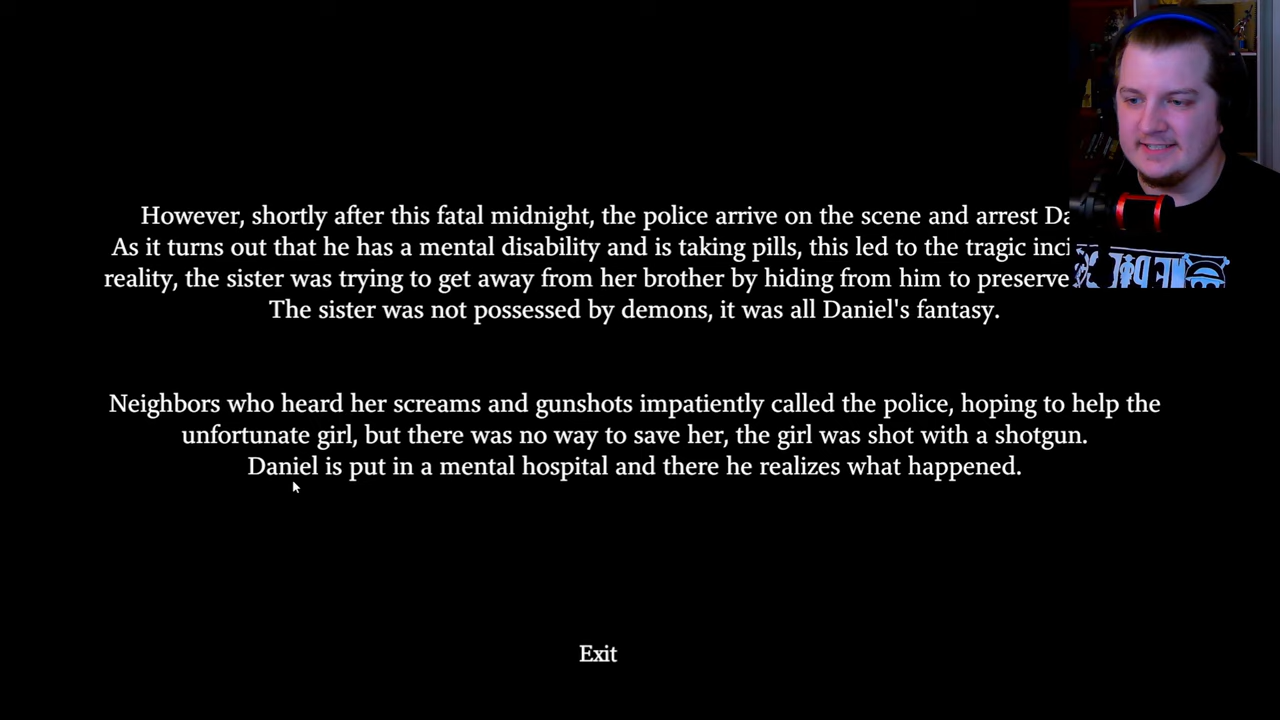 However, shortly after this fatal midnight, the police arrive on the scene and arrest
As it turns out that he has a mental disability and is taking pills, this led to the tragic
reality, the sister was trying to get away from her brother by hiding from him to preserve
The sister was not possessed by demons, it was all Daniel's fantasy.
Neighbors who heard her screams and gunshots impatiently called the police, hoping to help the
unfortunate girl, but there was no way to save her, the girl was shot with a shotgun.
Daniel is put in a mental hospital and there he realizes what happened.
Exit